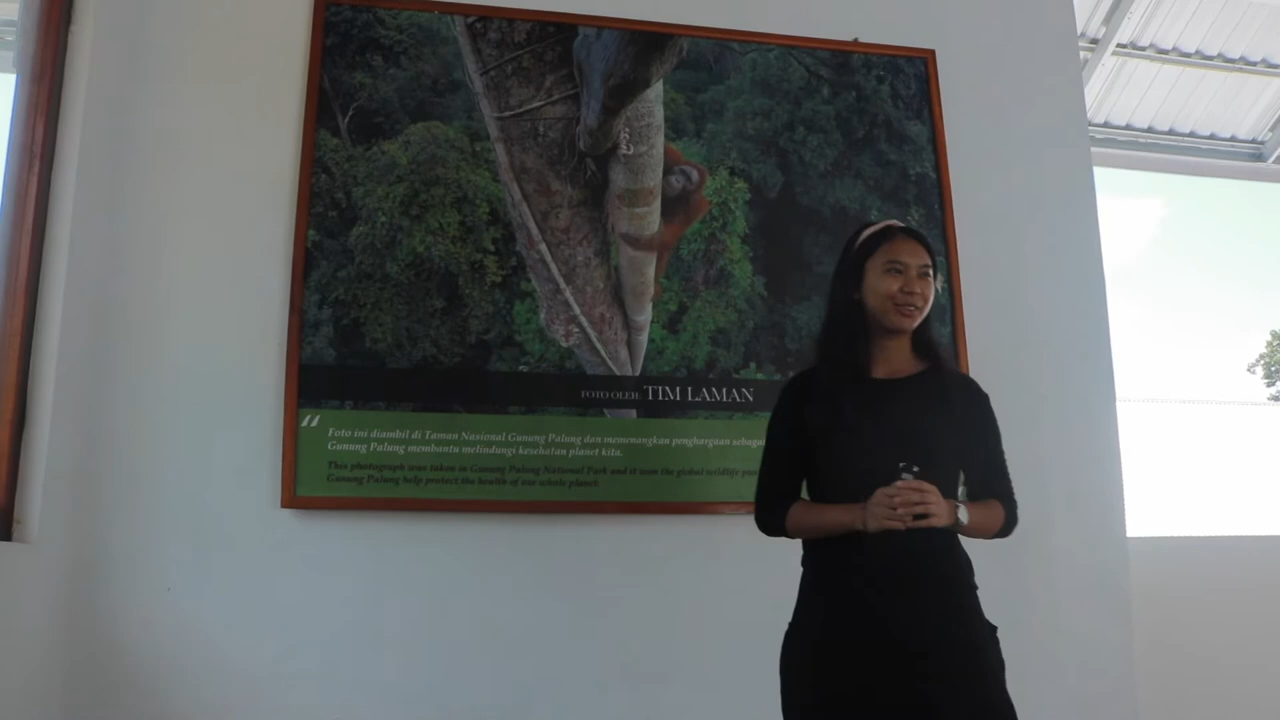 FOTO OLEH: TIM LAMAN
Foto ini diambil di Taman Nasional Gunung Palung dan memenangkan penghargaan sebagai
Gunung Palung membantu melindungi kesehatan planet kita.
This photograph was taken in Gunung Palung National Park and it won the global wildlife
Gunung Palung help protect the health of our whole planet.